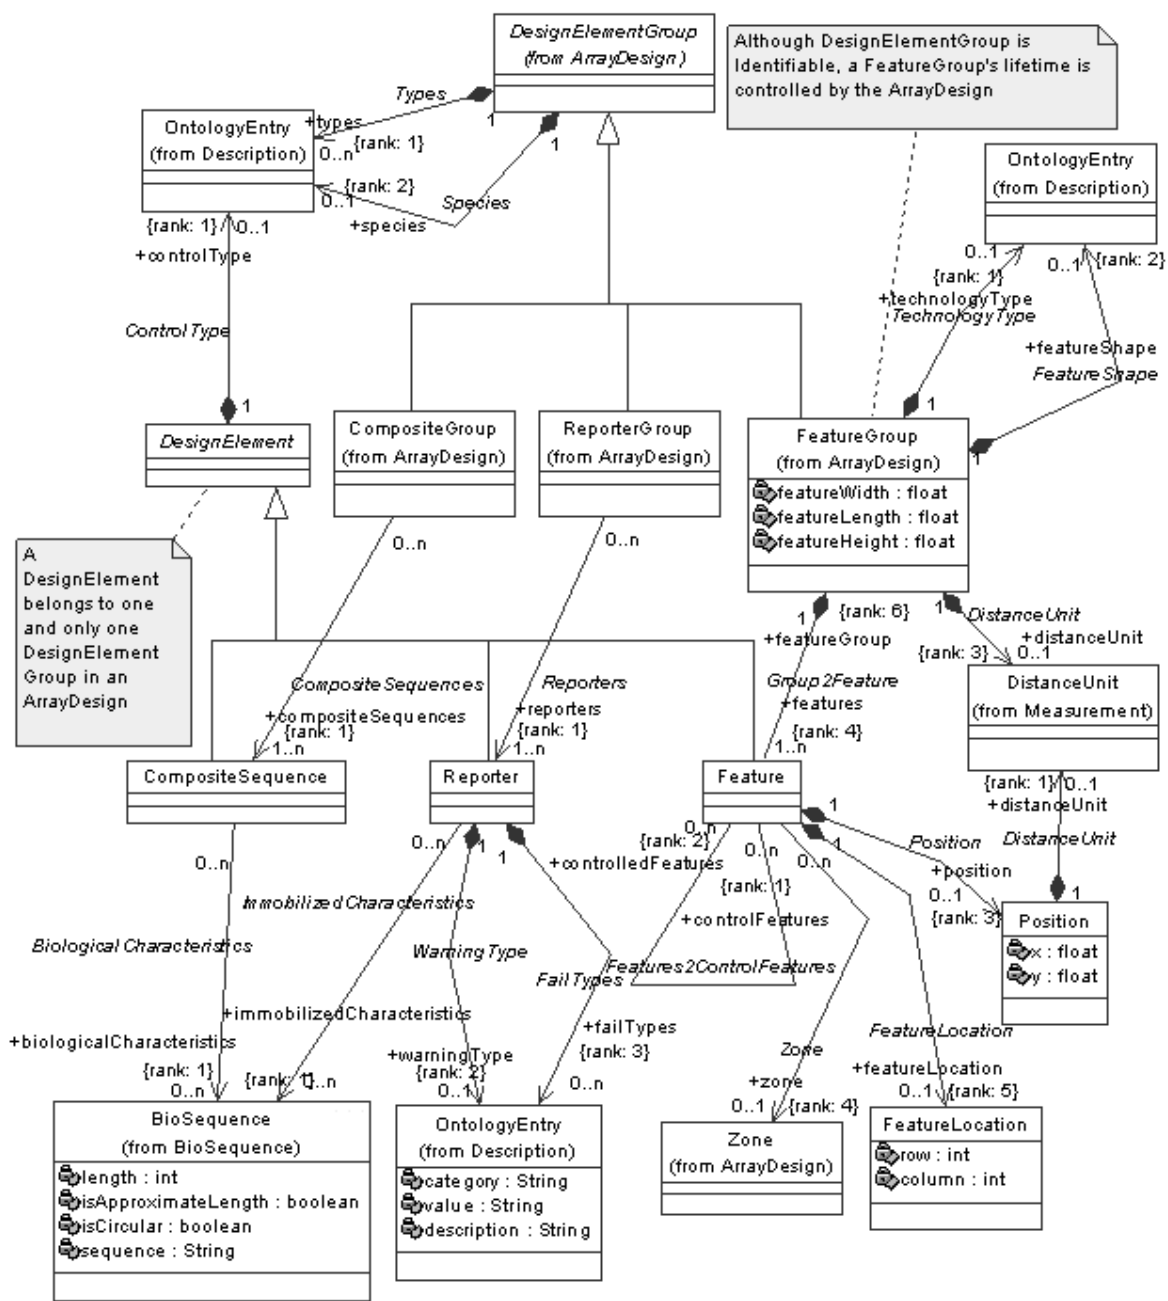 DesignElementGroup
(from ArrayDesign)
Although DesignElementGroup is
Identifiable, a FeatureGroup's lifetime is
controlled by the ArrayDesign
Types
1
+types
{rank: 1}
0..n
1
OntologyEntry
(from Description)
{rank: 2}
0..1
Species
+species
OntologyEntry
(from Description)
{rank: 1}
0..1
+controlType
0..1
{rank: 1}
0..1
{rank: 2}
+technologyType
TechnologyType
ControlType
+featureShape
FeatureShape
1
1
1
DesignElement
CompositeGroup
(from ArrayDesign)
ReporterGroup
(from ArrayDesign)
FeatureGroup
(from ArrayDesign)
featureWidth : float
featureLength : float
featureHeight : float
0..n
0..n
A
DesignElement
belongs to one
and only one
DesignElement
Group in an
ArrayDesign
1
{rank: 6}
+featureGroup
1
DistanceUnit
+distanceUnit
{rank: 3}
0..1
CompositeSequences
+compositeSequences
{rank: 1}
1..n
Reporters
+reporters
{rank: 1}
1..n
Group2Feature
+features
{rank: 4}
1..n
DistanceUnit
(from Measurement)
CompositeSequence
Reporter
Feature
{rank: 1}
0..1
+distanceUnit
DistanceUnit
0..n
0..n
1
1
+controlledFeatures
0..n
{rank: 2}
0..n
0..n
1
1
Position
+position
0..1
{rank: 3}
1
{rank: 1}
+controlFeatures
ImmobilizedCharacteristics
Biological Characteristics
WarningType
FailTypes
Features2ControlFeatures
Position
x : float
y : float
+immobilizedCharacteristics
+biologicalCharacteristics
{rank: 1}
0..n
{rank: 1}
..n
+warningType
{rank: 2}
0..1
+failTypes
{rank: 3}
0..n
Zone
+zone
0..1
{rank: 4}
FeatureLocation
+featureLocation
0..1
{rank: 5}
BioSequence
(from BioSequence)
length : int
isApproximateLength : boolean
isCircular : boolean
sequence : String
OntologyEntry
(from Description)
category : String
value : String
description : String
Zone
(from ArrayDesign)
FeatureLocation
row : int
column : int